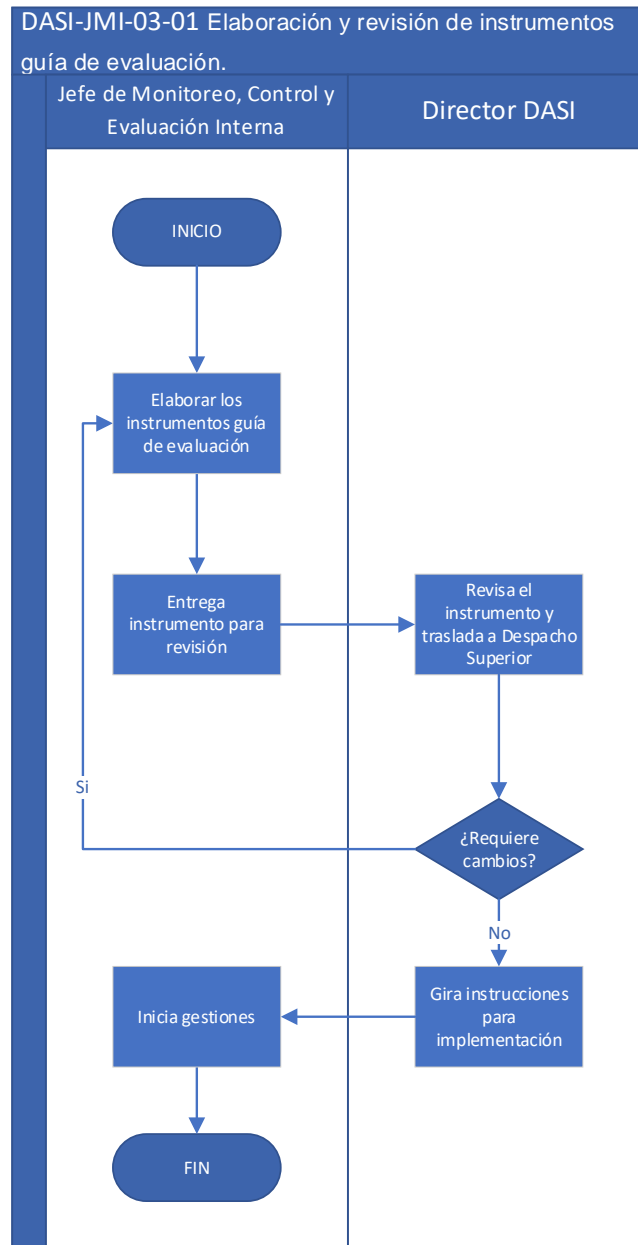 DASI-JMI-03-01 Elaboración y revisión de instrumentos
guía de evaluación.
Jefe de Monitoreo, Control y
Evaluación Interna
Director DASI
INICIO
Elaborar los
instrumentos guía
de evaluación
Entrega
instrumento para
revisión
Revisa el
instrumento y
traslada a Despacho
Superior
Si
¿Requiere
cambios?
No
Inicia gestiones
Gira instrucciones
para
implementación
FIN